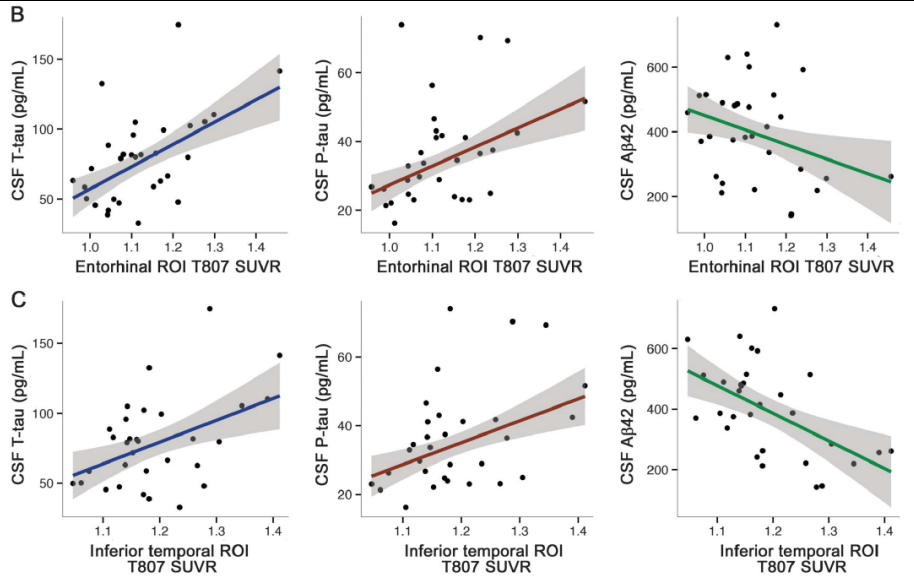 B
CSF T-tau (pg/mL)
150
100
50
1.0 1.1 1.2 1.3 1.4
Entorhinal ROI T807 SUVR
CSF P-tau (pg/mL)
60
40
20
1.0 1.1 1.2 1.3 1.4
Entorhinal ROI T807 SUVR
CSF Aβ42 (pg/mL)
600
400
200
1.0 1.1 1.2 1.3 1.4
Entorhinal ROI T807 SUVR
C
CSF T-tau (pg/mL)
150
100
50
1.1 1.2 1.3 1.4
Inferior temporal ROI
T807 SUVR
CSF P-tau (pg/mL)
60
40
20
1.1 1.2 1.3 1.4
Inferior temporal ROI
T807 SUVR
CSF Aβ42 (pg/mL)
600
400
200
1.1 1.2 1.3 1.4
Inferior temporal ROI
T807 SUVR